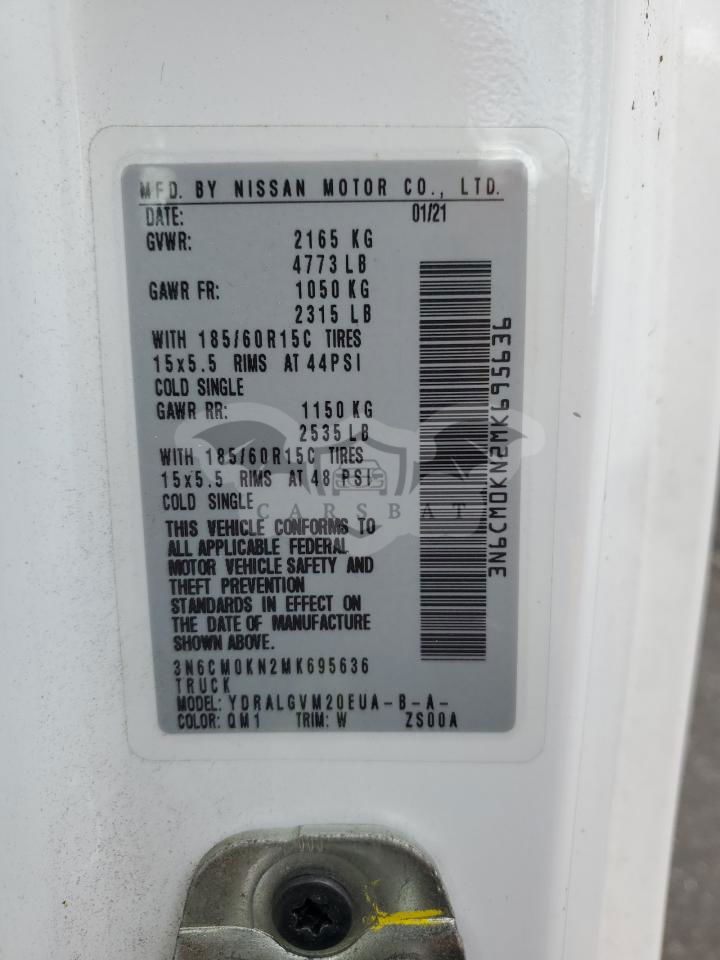 MFD. BY NISSAN MOTOR CO., LTD.
DATE: 01/21
GVWR: 2165 KG
4773 LB
GAWR FR: 1050 KG
2315 LB
WITH 185/60R15C TIRES
15x5.5 RIMS AT 44PSI
COLD SINGLE
GAWR RR: 1150 KG
2535 LB
WITH 185/60R15C TIRES
15x5.5 RIMS AT 48 PSI
COLD SINGLE
THIS VEHICLE CONFORMS TO
ALL APPLICABLE FEDERAL
MOTOR VEHICLE SAFETY AND
THEFT PREVENTION
STANDARDS IN EFFECT ON
THE DATE OF MANUFACTURE
SHOWN ABOVE.
3N6CM0KN2MK695636
TRUCK
MODEL: YDRALGVM20EUA-B-A-
COLOR: QM1 TRIM: W ZS00A
3N6CM0KN2MK695636
CARSBAT